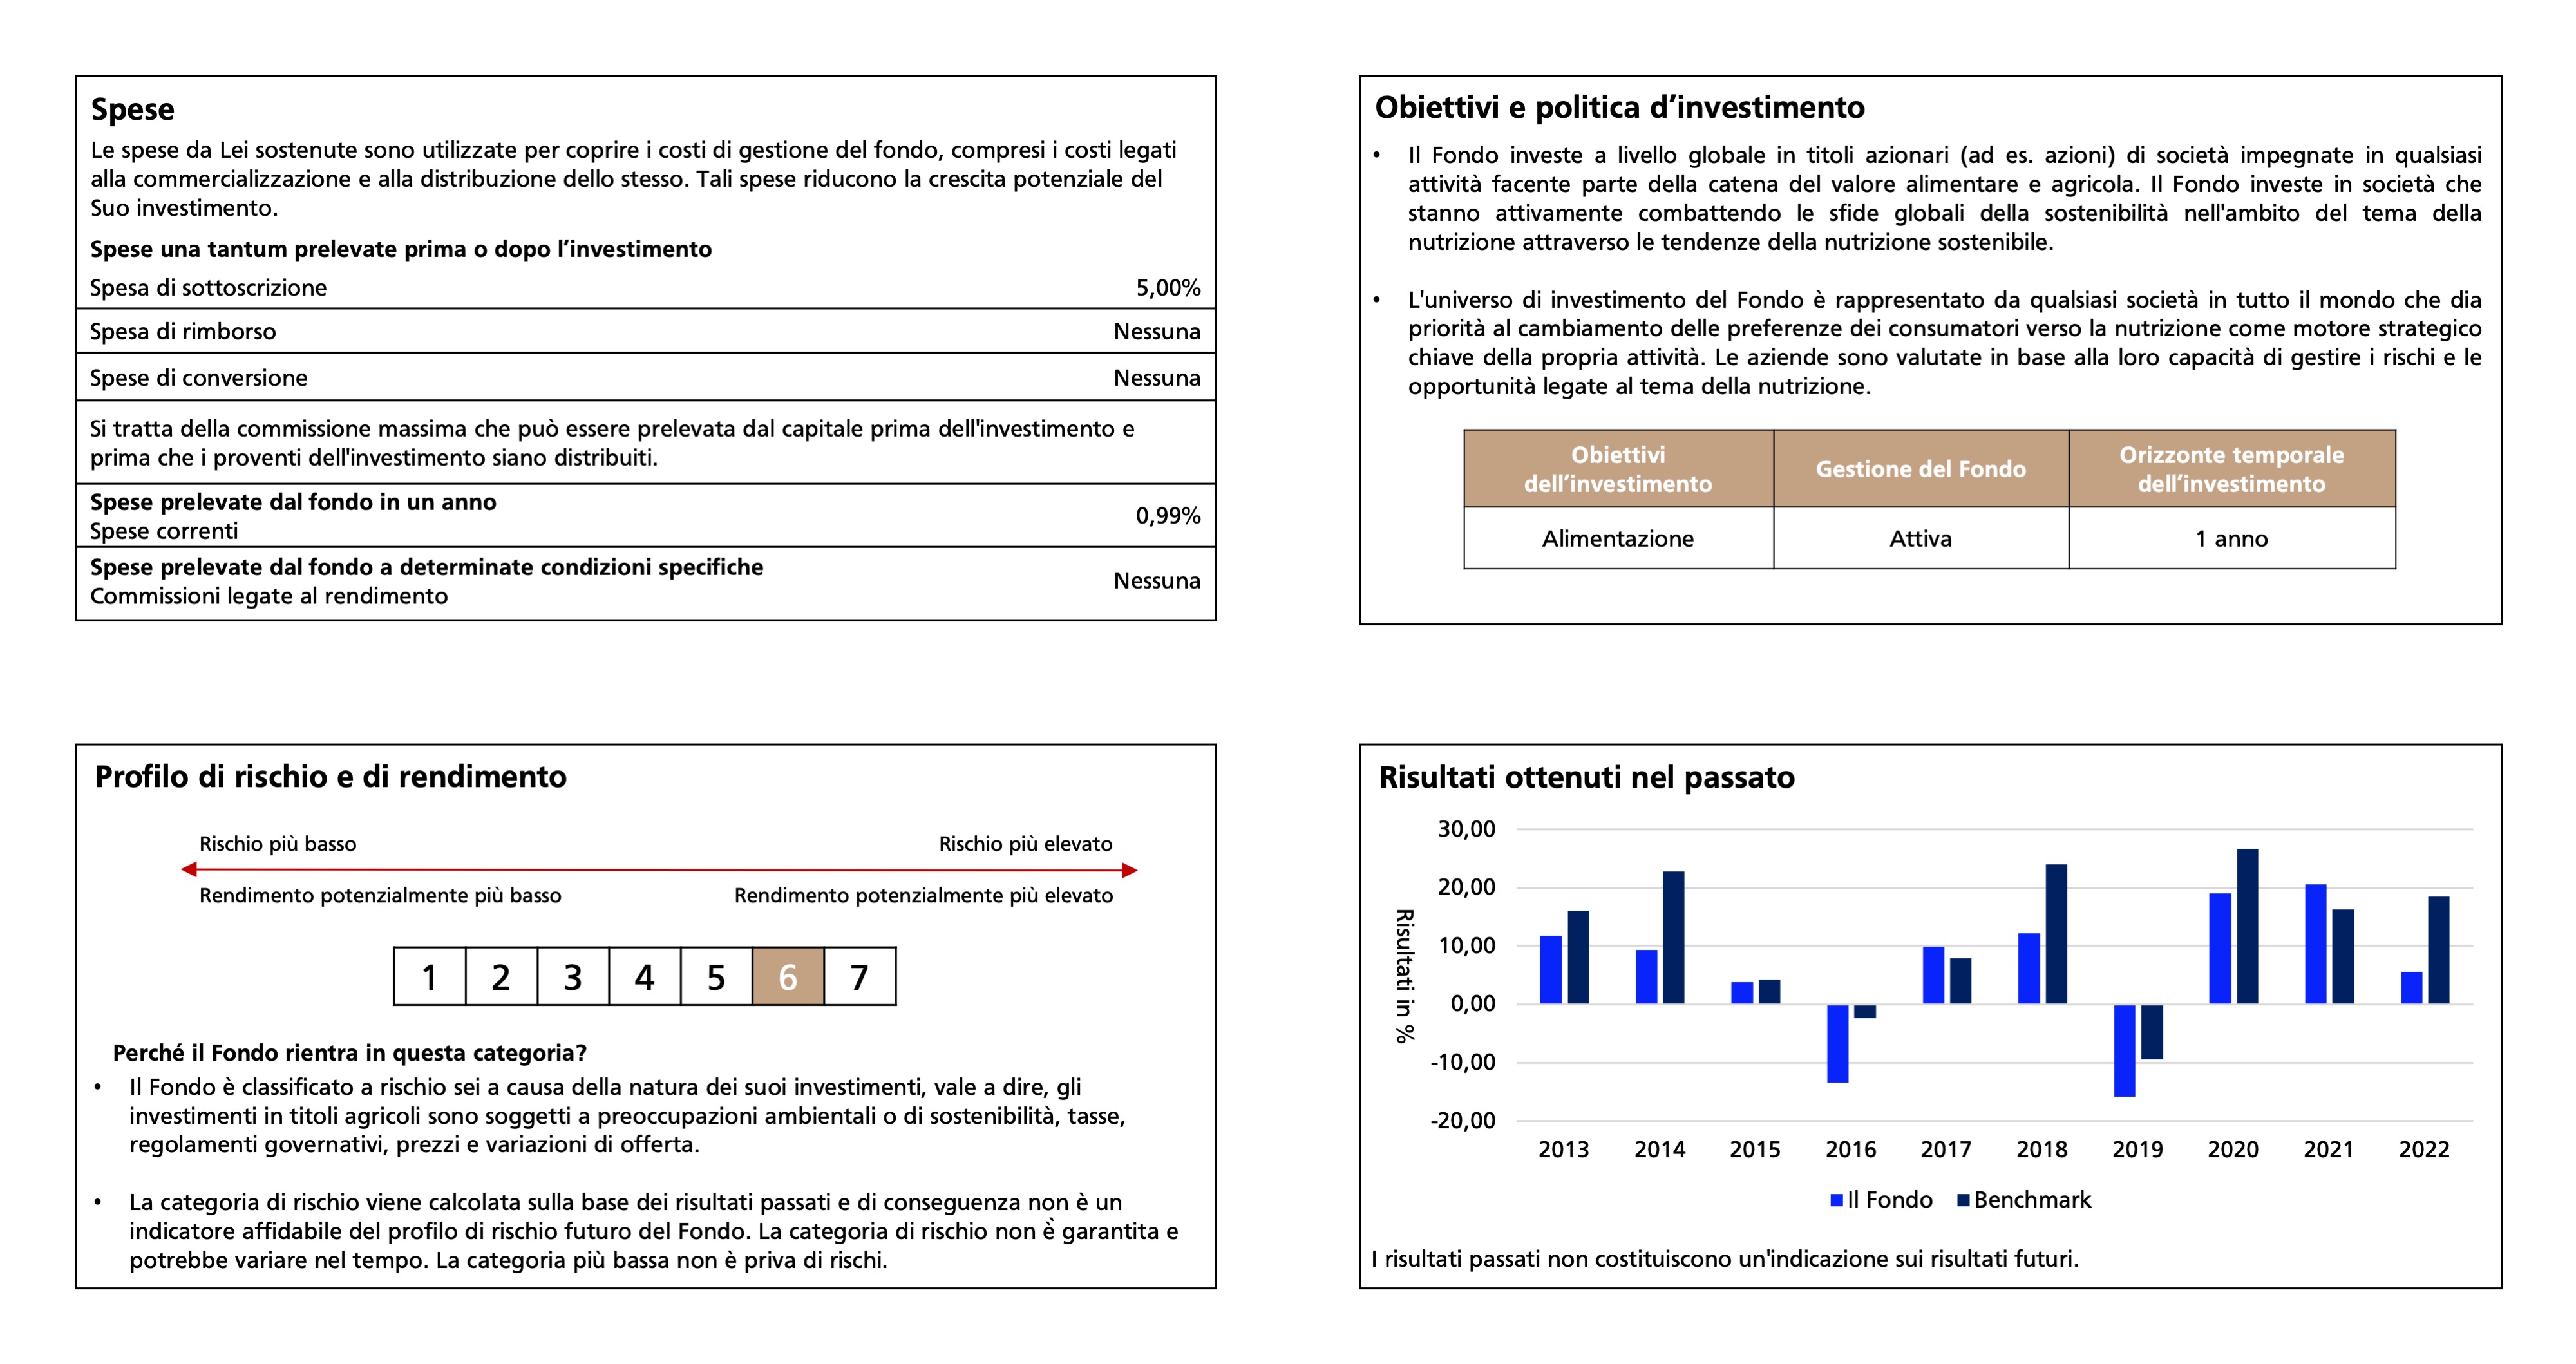 Spese
Le spese da Lei sostenute sono utilizzate per coprire i costi di gestione del fondo, compresi i costi legati
alla commercializzazione e alla distribuzione dello stesso. Tali spese riducono la crescita potenziale del
Suo investimento.
Spese una tantum prelevate prima o dopo l’investimento
Spesa di sottoscrizione 5,00%
Spesa di rimborso Nessuna
Spese di conversione Nessuna
Si tratta della commissione massima che può essere prelevata dal capitale prima dell'investimento e
prima che i proventi dell'investimento siano distribuiti.
Spese prelevate dal fondo in un anno
Spese correnti 0,99%
Spese prelevate dal fondo a determinate condizioni specifiche
Commissioni legate al rendimento Nessuna
Obiettivi e politica d’investimento
• Il Fondo investe a livello globale in titoli azionari (ad es. azioni) di società impegnate in qualsiasi
attività facente parte della catena del valore alimentare e agricola. Il Fondo investe in società che
stanno attivamente combattendo le sfide globali della sostenibilità nell'ambito del tema della
nutrizione attraverso le tendenze della nutrizione sostenibile.
• L'universo di investimento del Fondo è rappresentato da qualsiasi società in tutto il mondo che dia
priorità al cambiamento delle preferenze dei consumatori verso la nutrizione come motore strategico
chiave della propria attività. Le aziende sono valutate in base alla loro capacità di gestire i rischi e le
opportunità legate al tema della nutrizione.
Obiettivi
dell’investimento
Gestione del Fondo
Orizzonte temporale
dell’investimento
Alimentazione Attiva 1 anno
Profilo di rischio e di rendimento
Rischio più basso Rischio più elevato
Rendimento potenzialmente più basso Rendimento potenzialmente più elevato
1 2 3 4 5 6 7
Perché il Fondo rientra in questa categoria?
• Il Fondo è classificato a rischio sei a causa della natura dei suoi investimenti, vale a dire, gli
investimenti in titoli agricoli sono soggetti a preoccupazioni ambientali o di sostenibilità, tasse,
regolamenti governativi, prezzi e variazioni di offerta.
• La categoria di rischio viene calcolata sulla base dei risultati passati e di conseguenza non è un
indicatore affidabile del profilo di rischio futuro del Fondo. La categoria di rischio non è̀ garantita e
potrebbe variare nel tempo. La categoria più bassa non è priva di rischi.
Risultati ottenuti nel passato
Risultati in %
30,00
20,00
10,00
0,00
-10,00
-20,00
2013 2014 2015 2016 2017 2018 2019 2020 2021 2022
Il Fondo Benchmark
I risultati passati non costituiscono un'indicazione sui risultati futuri.